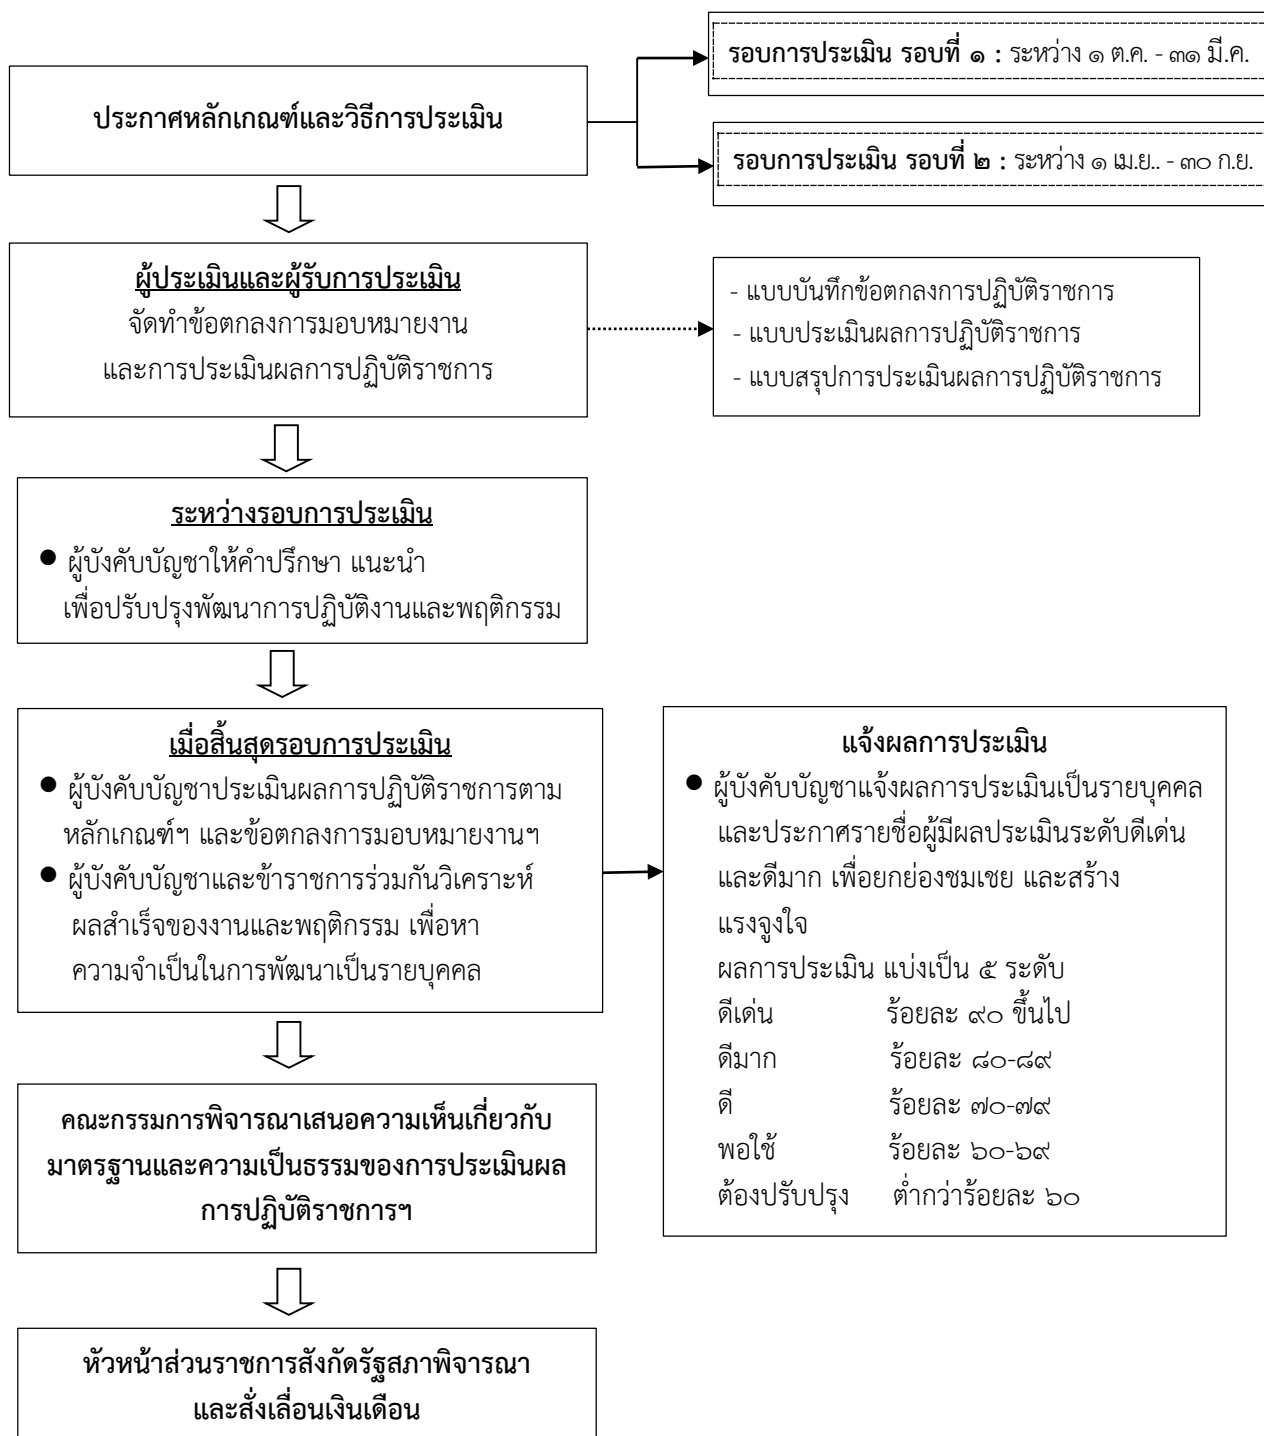 ประกาศหลักเกณฑ์และวิธีการประเมิน
รอบการประเมิน รอบที่ ๑ : ระหว่าง ๑ ต.ค. - ๓๑ มี.ค.
รอบการประเมิน รอบที่ ๒ : ระหว่าง ๑ เม.ย.. - ๓๐ ก.ย.
ผู้ประเมินและผู้รับการประเมิน
จัดทำข้อตกลงการมอบหมายงาน
และการประเมินผลการปฏิบัติราชการ
- แบบบันทึกข้อตกลงการปฏิบัติราชการ
- แบบประเมินผลการปฏิบัติราชการ
- แบบสรุปการประเมินผลการปฏิบัติราชการ
ระหว่างรอบการประเมิน
● ผู้บังคับบัญชาให้คำปรึกษา แนะนำ
เพื่อปรับปรุงพัฒนาการปฏิบัติงานและพฤติกรรม
เมื่อสิ้นสุดรอบการประเมิน
● ผู้บังคับบัญชาประเมินผลการปฏิบัติราชการตาม
หลักเกณฑ์ฯ และข้อตกลงการมอบหมายงานฯ
● ผู้บังคับบัญชาและข้าราชการร่วมกันวิเคราะห์
ผลสำเร็จของงานและพฤติกรรม เพื่อหา
ความจำเป็นในการพัฒนาเป็นรายบุคคล
แจ้งผลการประเมิน
● ผู้บังคับบัญชาแจ้งผลการประเมินเป็นรายบุคคล
และประกาศรายชื่อผู้มีผลประเมินระดับดีเด่น
และดีมาก เพื่อยกย่องชมเชย และสร้าง
แรงจูงใจ
ผลการประเมิน แบ่งเป็น ๕ ระดับ
ดีเด่น ร้อยละ ๙๐ ขึ้นไป
ดีมาก ร้อยละ ๘๐-๘๙
ดี ร้อยละ ๗๐-๗๙
พอใช้ ร้อยละ ๖๐-๖๙
ต้องปรับปรุง ต่ำกว่าร้อยละ ๖๐
คณะกรรมการพิจารณาเสนอความเห็นเกี่ยวกับ
มาตรฐานและความเป็นธรรมของการประเมินผล
การปฏิบัติราชการฯ
หัวหน้าส่วนราชการสังกัดรัฐสภาพิจารณา
และสั่งเลื่อนเงินเดือน